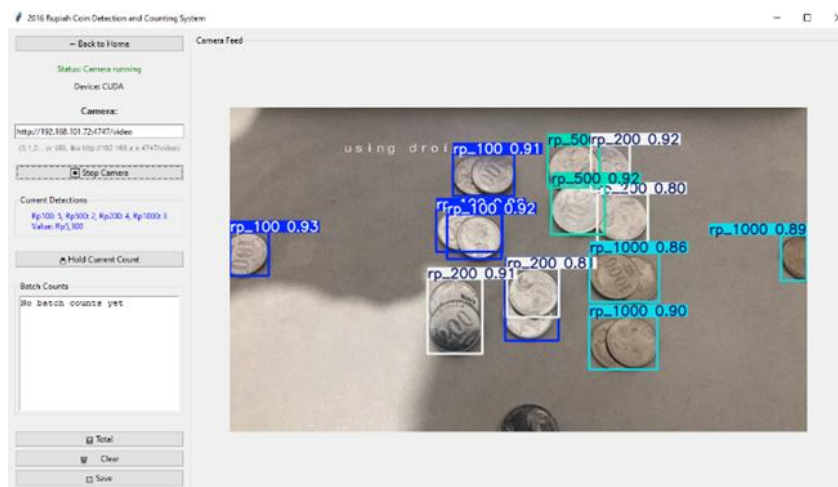 2016 Rupiah Coin Detection and Counting System
← Back to Home
Status: Camera running
Device: CUDA
Camera:
http://192.168.101.72:4747/video
Stop Camera
Current Detections
Rp100: 5, Rp500: 2, Rp200: 4, Rp1000: 3
Value: Rp5,300
Hold Current Count
Batch Counts
No batch counts yet
Total
Clear
Save
Camera Feed
using droi
rp_100 0.91
rp_50
rp_200 0.92
rp_500 0.92
0.80
rp_100 0.92
rp_100 0.93
rp_1000 0.89
rp_1000 0.86
rp_200 0.91
rp_200 0.8
rp_1000 0.90